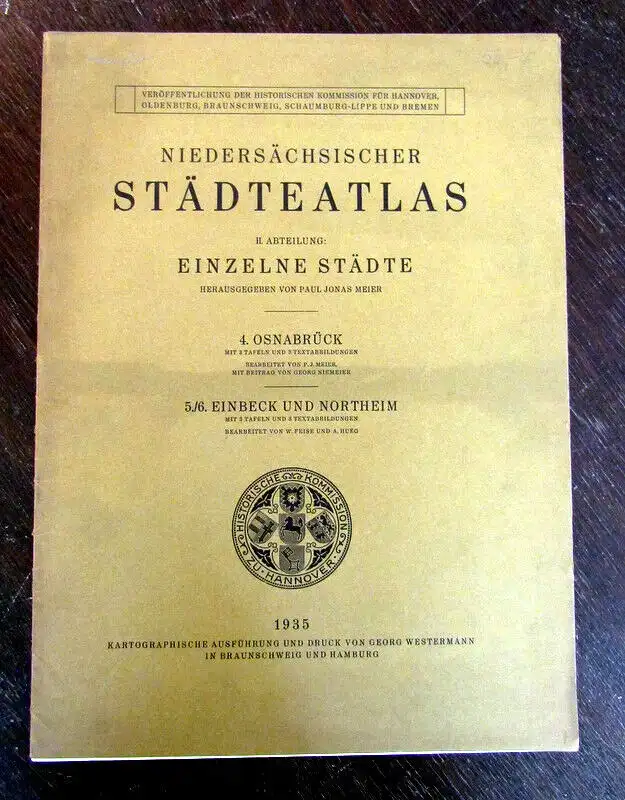 VERÖFFENTLICHUNG DER HISTORISCHEN KOMMISSION FÜR HANNOVER,
OLDENBURG, BRAUNSCHWEIG, SCHAUMBURG-LIPPE UND BREMEN
NIEDERSÄCHSISCHER
STÄDTEATLAS
II. ABTEILUNG:
EINZELNE STÄDTE
HERAUSGEGEBEN VON PAUL JONAS MEIER
4. OSNABRÜCK
MIT 2 TAFELN UND 3 TEXTABBILDUNGEN
BEARBEITET VON P. J. MEIER,
MIT BEITRAG VON GEORG NIEMEIER
5./6. EINBECK UND NORTHEIM
MIT 3 TAFELN UND 3 TEXTABBILDUNGEN
BEARBEITET VON W. FEISE UND A. HUEG
HISTORISCHE KOMMISSION
ZU HANNOVER
1935
KARTOGRAPHISCHE AUSFÜHRUNG UND DRUCK VON GEORG WESTERMANN
IN BRAUNSCHWEIG UND HAMBURG